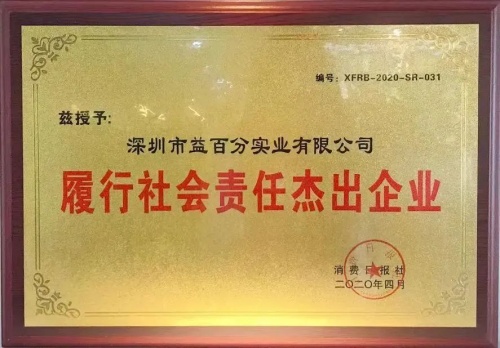 编号：XFRB-2020-SR-031
兹授予：
深圳市益百分实业有限公司
履行社会责任杰出企业
消费日报社
二〇二〇年四月